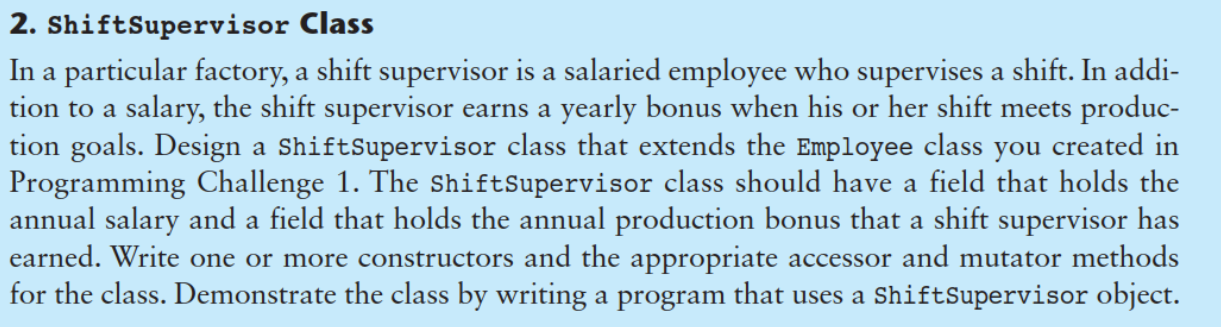 2. ShiftSupervisor Class
In a particular factory, a shift supervisor is a salaried employee who supervises a shift. In addi-
tion to a salary, the shift supervisor earns a yearly bonus when his or her shift meets produc-
tion goals. Design a ShiftSupervisor class that extends the Employee class you created in
Programming Challenge 1. The ShiftSupervisor class should have a field that holds the
annual salary and a field that holds the annual production bonus that a shift supervisor has
earned. Write one or more constructors and the appropriate accessor and mutator methods
for the class. Demonstrate the class by writing a program that uses a ShiftSupervisor object.